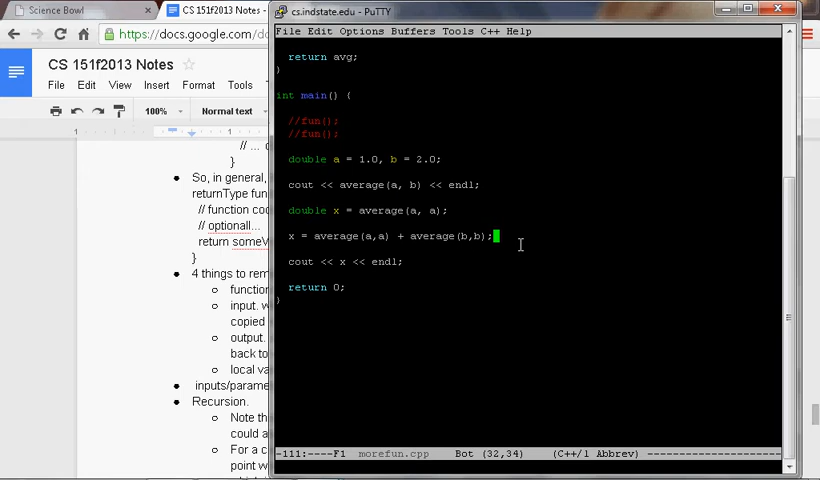 Science Bowl
CS 151f2013 Notes -
cs.indstate.edu - PuTTY
https://docs.google.com/do
CS 151f2013 Notes
File Edit View Insert Format Tools
100% Normal text
1 1
// ...
}
So, in general,
returnType fun
// function cod
// optionall...
return someV
}
4 things to rem
function
input. w
copied
output.
back to
local va
inputs/parame
Recursion.
Note th
could a
For a c
point w
File Edit Options Buffers Tools C++ Help
return avg;
}
int main() {
//fun();
//fun();
double a = 1.0, b = 2.0;
cout << average(a, b) << endl;
double x = average(a, a);
x = average(a,a) + average(b,b);
cout << x << endl;
return 0;
}
-111:----F1 morefun.cpp Bot (32,34) (C++/l Abbrev)